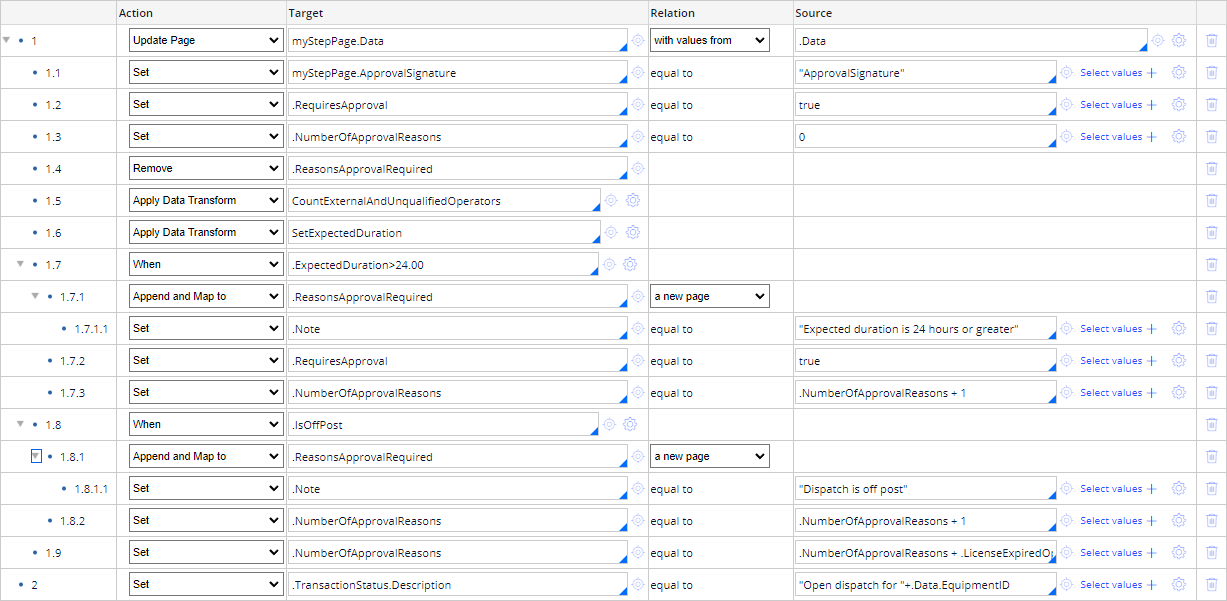 Action Target Relation Source
1 Update Page myStepPage.Data with values from .Data
1.1 Set myStepPage.ApprovalSignature equal to "ApprovalSignature" Select values
1.2 Set .RequiresApproval equal to true Select values
1.3 Set .NumberOfApprovalReasons equal to 0 Select values
1.4 Remove .ReasonsApprovalRequired
1.5 Apply Data Transform CountExternalAndUnqualifiedOperators
1.6 Apply Data Transform SetExpectedDuration
1.7 When .ExpectedDuration>24.00
1.7.1 Append and Map to .ReasonsApprovalRequired a new page
1.7.1.1 Set .Note equal to "Expected duration is 24 hours or greater" Select values
1.7.2 Set .RequiresApproval equal to true Select values
1.7.3 Set .NumberOfApprovalReasons equal to .NumberOfApprovalReasons + 1 Select values
1.8 When .IsOffPost
1.8.1 Append and Map to .ReasonsApprovalRequired a new page
1.8.1.1 Set .Note equal to "Dispatch is off post" Select values
1.8.2 Set .NumberOfApprovalReasons equal to .NumberOfApprovalReasons + 1 Select values
1.9 Set .NumberOfApprovalReasons equal to .NumberOfApprovalReasons + Select values
2 Set .TransactionStatus.Description equal to "Open dispatch for "+.Data.EquipmentID Select values